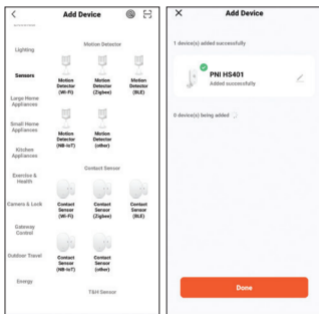 Add Device
Lighting
Sensors
Large Home
Appliances
Small Home
Appliances
Kitchen
Appliances
Exercise &
Health
Camera & Lock
Gateway
Control
Outdoor Travel
Energy
Motion Detector
Motion
Detector
(Wi-Fi)
Motion
Detector
(Zigbee)
Motion
Detector
(BLE)
Motion
Detector
(NB-IoT)
Motion
Detector
(other)
Contact Sensor
Contact
Sensor
(Wi-Fi)
Contact
Sensor
(Zigbee)
Contact
Sensor
(BLE)
Contact
Sensor
(NB-IoT)
Contact
Sensor
(other)
T&H Sensor
Add Device
1 device(s) added successfully
PNI HS401
Added successfully
0 device(s) being added
Done